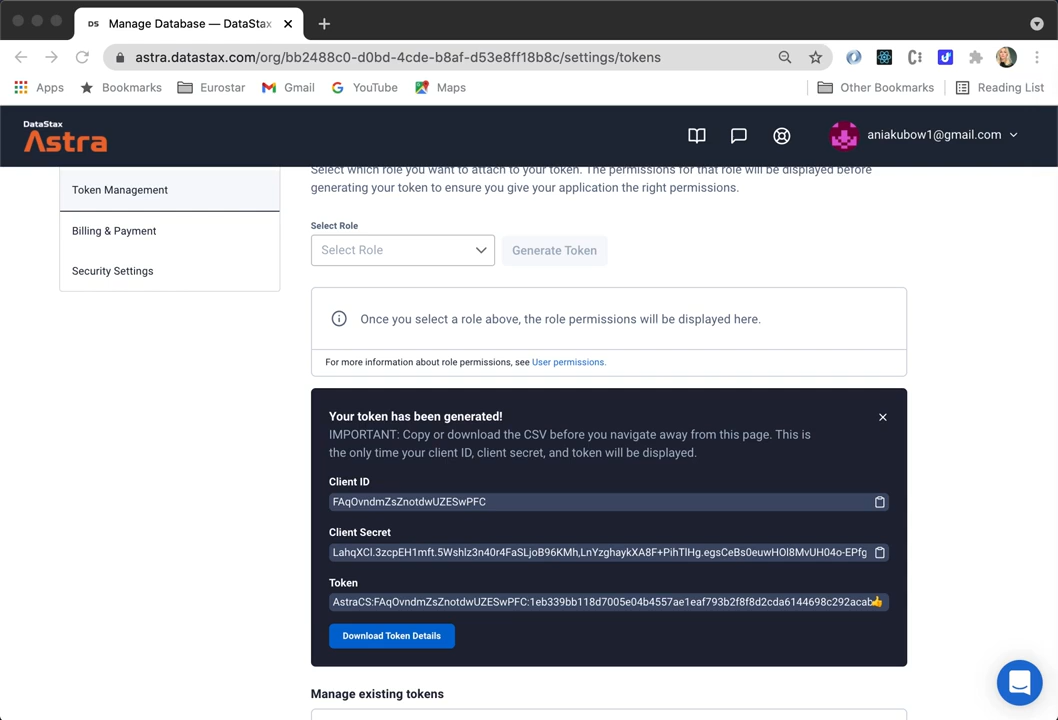 DS Manage Database — DataStax
astra.datastax.com/org/bb2488c0-d0bd-4cde-b8af-d53e8ff18b8c/settings/tokens
Apps Bookmarks Eurostar Gmail YouTube Maps Other Bookmarks Reading List
DataStax
Astra
aniakubow1@gmail.com
Select which role you want to attach to your token. The permissions for that role will be displayed before
generating your token to ensure you give your application the right permissions.
Token Management
Billing & Payment
Security Settings
Select Role
Select Role Generate Token
Once you select a role above, the role permissions will be displayed here.
For more information about role permissions, see User permissions.
Your token has been generated!
IMPORTANT: Copy or download the CSV before you navigate away from this page. This is
the only time your client ID, client secret, and token will be displayed.
Client ID
FAqOvndmZsZnotdwUZESwPFC
Client Secret
LahqXCl.3zcpEH1mft.5Wshlz3n40r4FaSLjoB96KMh,LnYzghaykXA8F+PihTlHg.egsCeBs0euwHOl8MvUH04o-EPfg
Token
AstraCS:FAqOvndmZsZnotdwUZESwPFC:1eb339bb118d7005e04b4557ae1eaf793b2f8f8d2cda6144698c292acab
Download Token Details
Manage existing tokens